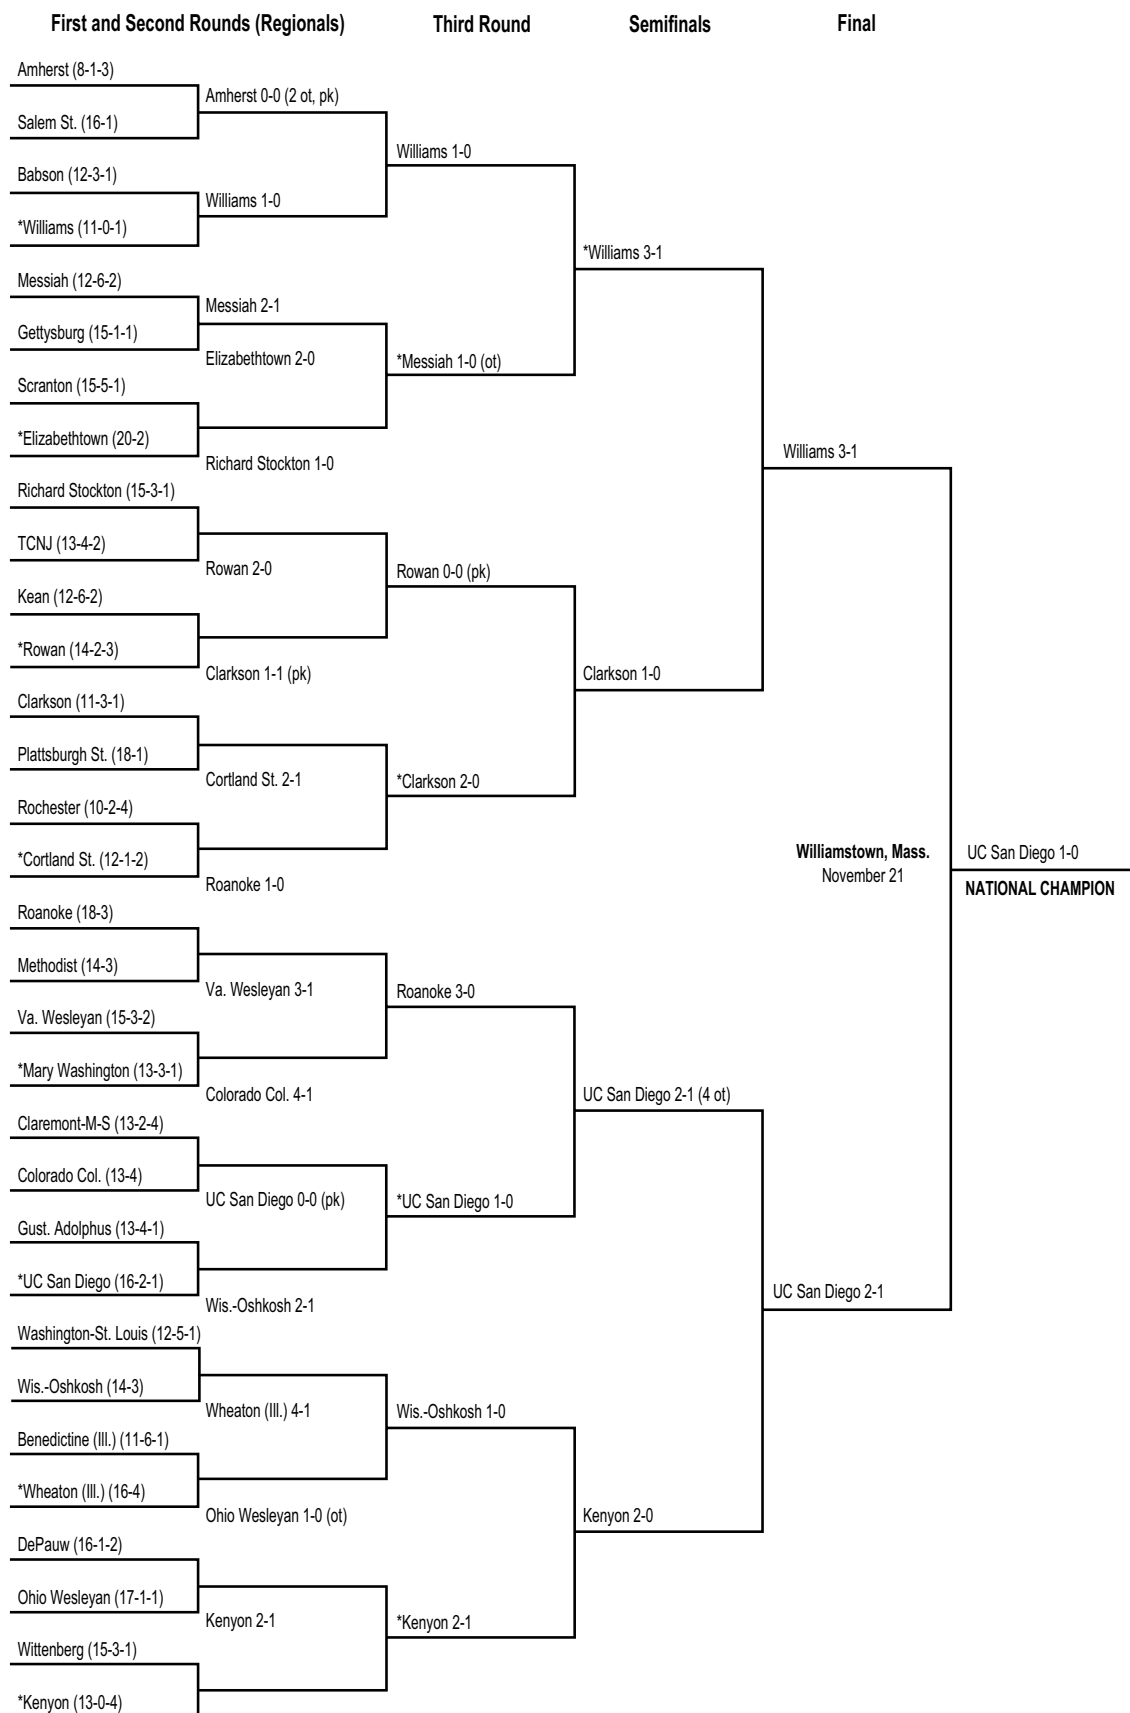 First and Second Rounds (Regionals)
Third Round
Semifinals
Final
Amherst (8-1-3)
Salem St. (16-1)
Babson (12-3-1)
*Williams (11-0-1)
Messiah (12-6-2)
Gettysburg (15-1-1)
Scranton (15-5-1)
*Elizabethtown (20-2)
Richard Stockton (15-3-1)
TCNJ (13-4-2)
Kean (12-6-2)
*Rowan (14-2-3)
Clarkson (11-3-1)
Plattsburgh St. (18-1)
Rochester (10-2-4)
*Cortland St. (12-1-2)
Roanoke (18-3)
Methodist (14-3)
Va. Wesleyan (15-3-2)
*Mary Washington (13-3-1)
Claremont-M-S (13-2-4)
Colorado Col. (13-4)
Gust. Adolphus (13-4-1)
*UC San Diego (16-2-1)
Washington-St. Louis (12-5-1)
Wis.-Oshkosh (14-3)
Benedictine (Ill.) (11-6-1)
*Wheaton (Ill.) (16-4)
DePauw (16-1-2)
Ohio Wesleyan (17-1-1)
Wittenberg (15-3-1)
*Kenyon (13-0-4)
Amherst 0-0 (2 ot, pk)
Williams 1-0
Messiah 2-1
Elizabethtown 2-0
Richard Stockton 1-0
Rowan 2-0
Clarkson 1-1 (pk)
Cortland St. 2-1
Roanoke 1-0
Va. Wesleyan 3-1
Colorado Col. 4-1
UC San Diego 0-0 (pk)
Wis.-Oshkosh 2-1
Wheaton (Ill.) 4-1
Ohio Wesleyan 1-0 (ot)
Kenyon 2-1
Williams 1-0
*Messiah 1-0 (ot)
Rowan 0-0 (pk)
*Clarkson 2-0
Roanoke 3-0
*UC San Diego 1-0
Wis.-Oshkosh 1-0
*Kenyon 2-1
*Williams 3-1
Clarkson 1-0
UC San Diego 2-1 (4 ot)
Kenyon 2-0
Williams 3-1
UC San Diego 2-1
Williamstown, Mass.
November 21
UC San Diego 1-0
NATIONAL CHAMPION